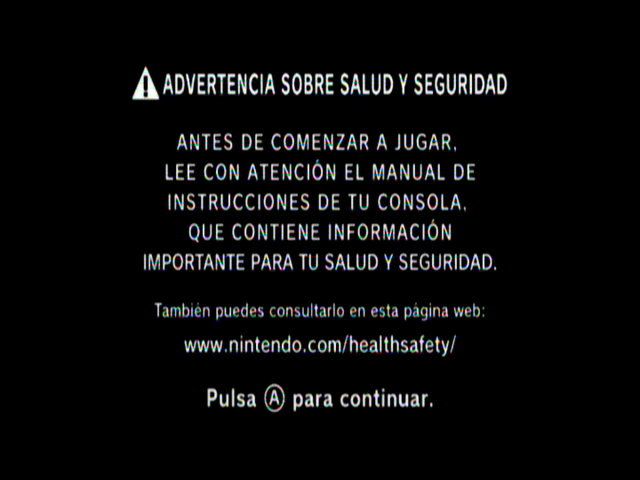 ⚠ ADVERTENCIA SOBRE SALUD Y SEGURIDAD
ANTES DE COMENZAR A JUGAR,
LEE CON ATENCIÓN EL MANUAL DE
INSTRUCCIONES DE TU CONSOLA,
QUE CONTIENE INFORMACIÓN
IMPORTANTE PARA TU SALUD Y SEGURIDAD.
También puedes consultarlo en esta página web:
www.nintendo.com/healthsafety/
Pulsa Ⓐ para continuar.